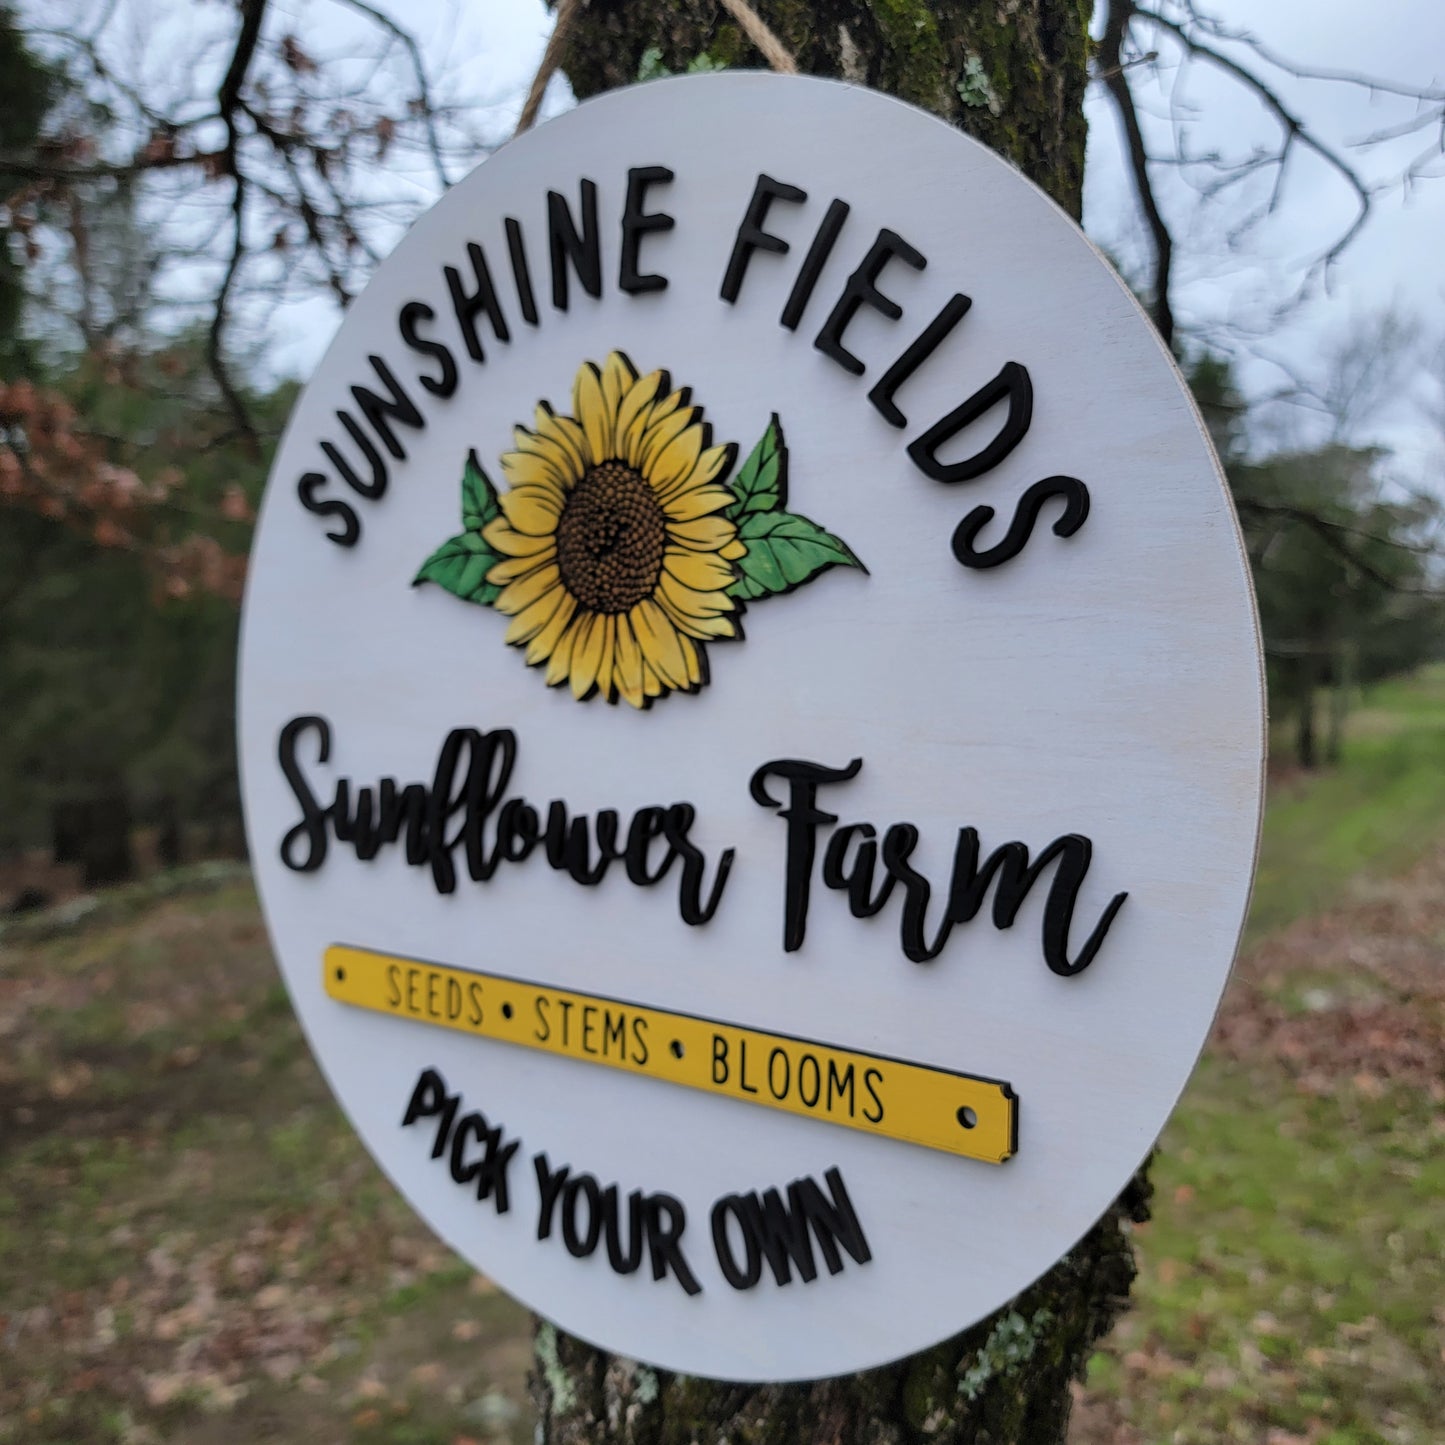 SUNSHINE FIELDS
Sunflower Farm
SEEDS • STEMS • BLOOMS
PICK YOUR OWN